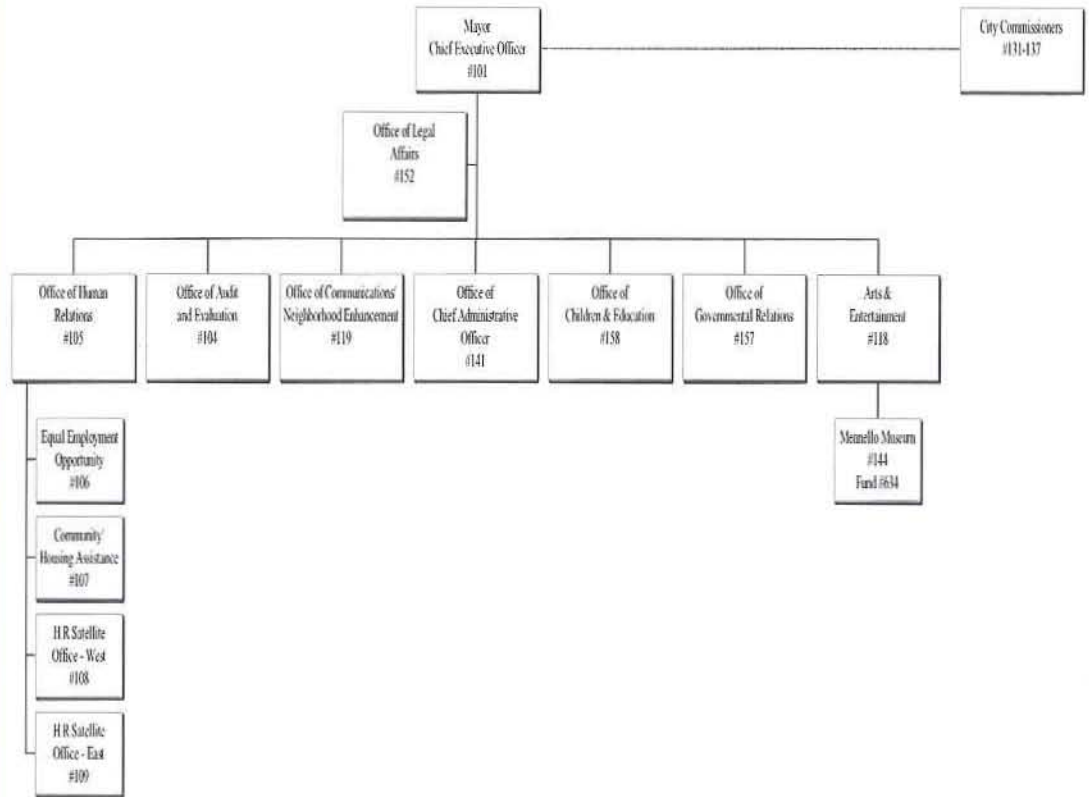 Mayor
Chief Executive Officer
#101
City Commissioners
#131-137
Office of Legal
Affairs
#152
Office of Human
Relations
#105
Office of Audit
and Evaluation
#104
Office of Communications/
Neighborhood Enhancement
#119
Office of
Chief Administrative
Officer
#141
Office of
Children & Education
#158
Office of
Governmental Relations
#157
Arts &
Entertainment
#118
Equal Employment
Opportunity
#106
Mennello Museum
#144
Fund #634
Community/
Housing Assistance
#107
H R Satellite
Office - West
#108
H R Satellite
Office - East
#109